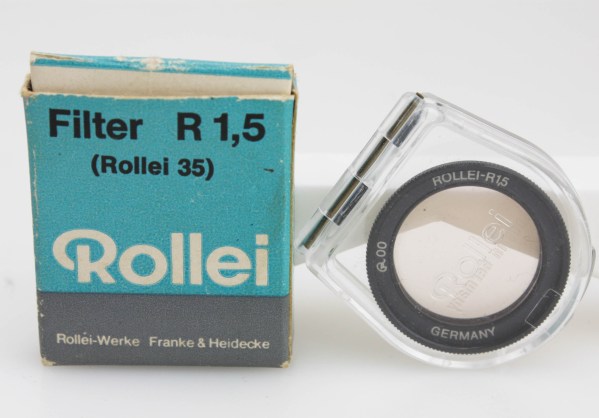 Filter R 1,5
(Rollei 35)
Rollei
Rollei-Werke Franke & Heidecke
ROLLEI-R1,5
GERMANY
Rollei